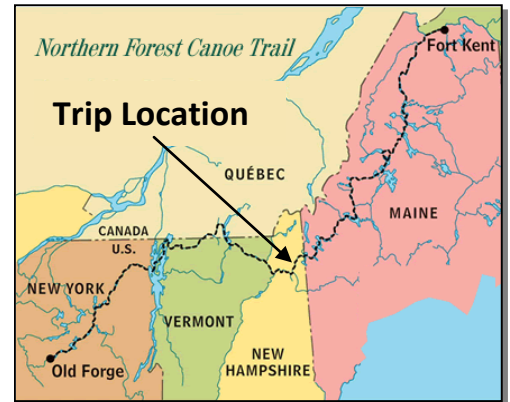 Northern Forest Canoe Trail
Fort Kent
Trip Location
QUÉBEC
MAINE
CANADA
U.S.
NEW YORK
VERMONT
NEW
HAMPSHIRE
Old Forge